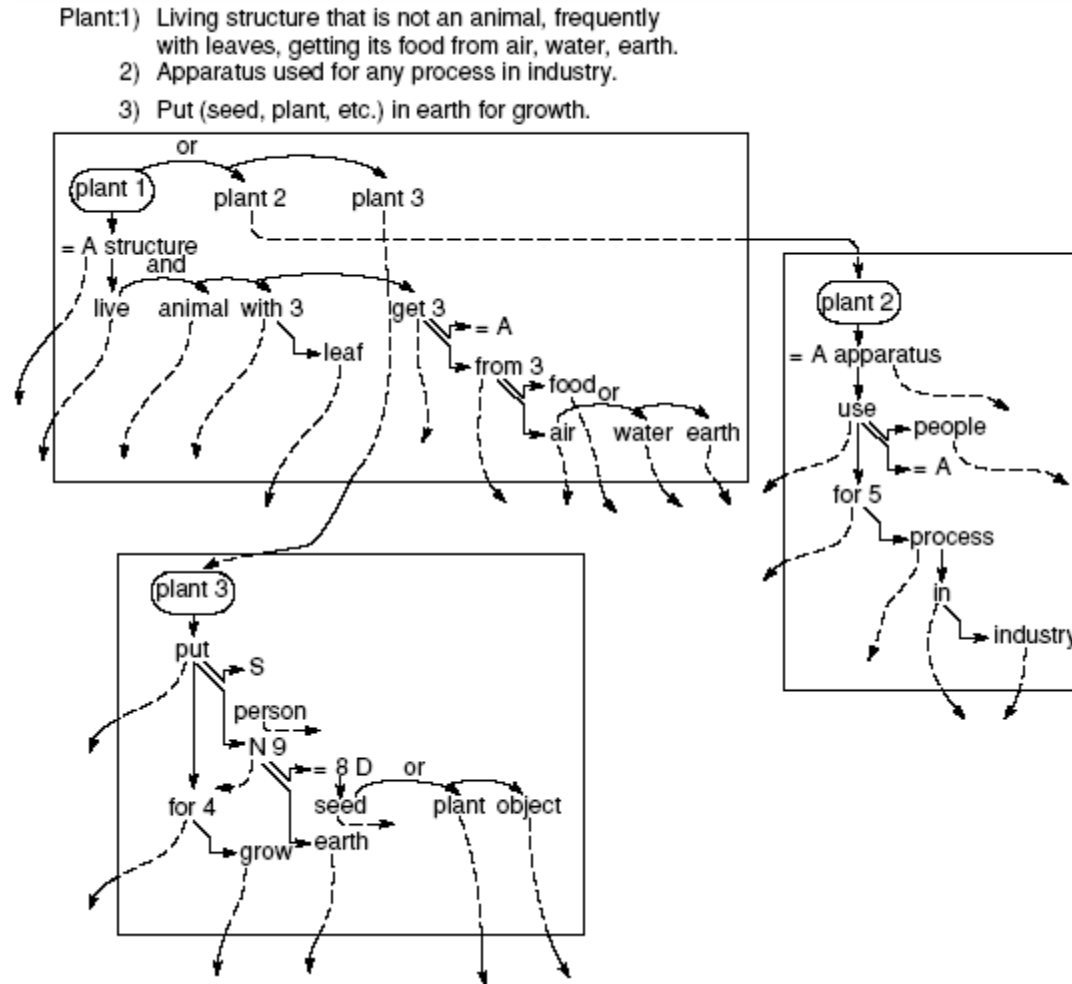 Plant:1) Living structure that is not an animal, frequently
with leaves, getting its food from air, water, earth.
2) Apparatus used for any process in industry.
3) Put (seed, plant, etc.) in earth for growth.
or
plant 1
plant 2
plant 3
= A structure
and
live animal with 3 get 3
= A
leaf
from 3
food
or
air water earth
plant 2
= A apparatus
use
people
= A
for 5
process
in
industry
plant 3
put
S
person
N 9
= 8 D or
for 4
seed plant object
grow earth